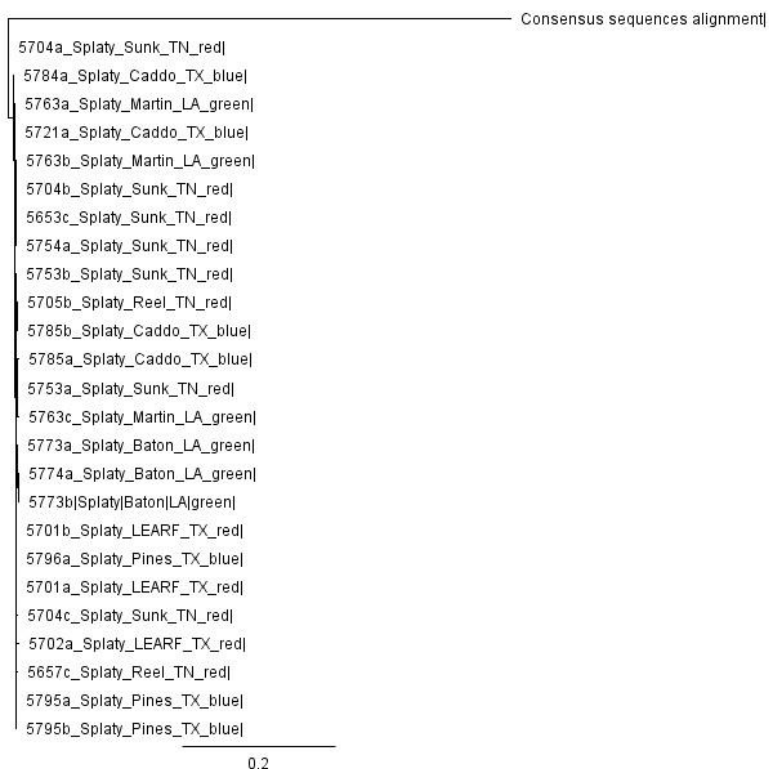 Consensus sequences alignment|
5704a_Splaty_Sunk_TN_red|
5784a_Splaty_Caddo_TX_blue|
5763a_Splaty_Martin_LA_green|
5721a_Splaty_Caddo_TX_blue|
5763b_Splaty_Martin_LA_green|
5704b_Splaty_Sunk_TN_red|
5653c_Splaty_Sunk_TN_red|
5754a_Splaty_Sunk_TN_red|
5753b_Splaty_Sunk_TN_red|
5705b_Splaty_Reel_TN_red|
5785b_Splaty_Caddo_TX_blue|
5785a_Splaty_Caddo_TX_blue|
5753a_Splaty_Sunk_TN_red|
5763c_Splaty_Martin_LA_green|
5773a_Splaty_Baton_LA_green|
5774a_Splaty_Baton_LA_green|
5773b|Splaty|Baton|LA|green|
5701b_Splaty_LEARF_TX_red|
5796a_Splaty_Pines_TX_blue|
5701a_Splaty_LEARF_TX_red|
5704c_Splaty_Sunk_TN_red|
5702a_Splaty_LEARF_TX_red|
5657c_Splaty_Reel_TN_red|
5795a_Splaty_Pines_TX_blue|
5795b_Splaty_Pines_TX_blue|
0.2